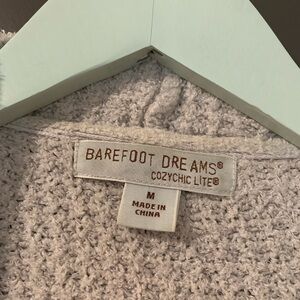 BAREFOOT DREAMS®
COZYCHIC LITE®
M
MADE IN
CHINA